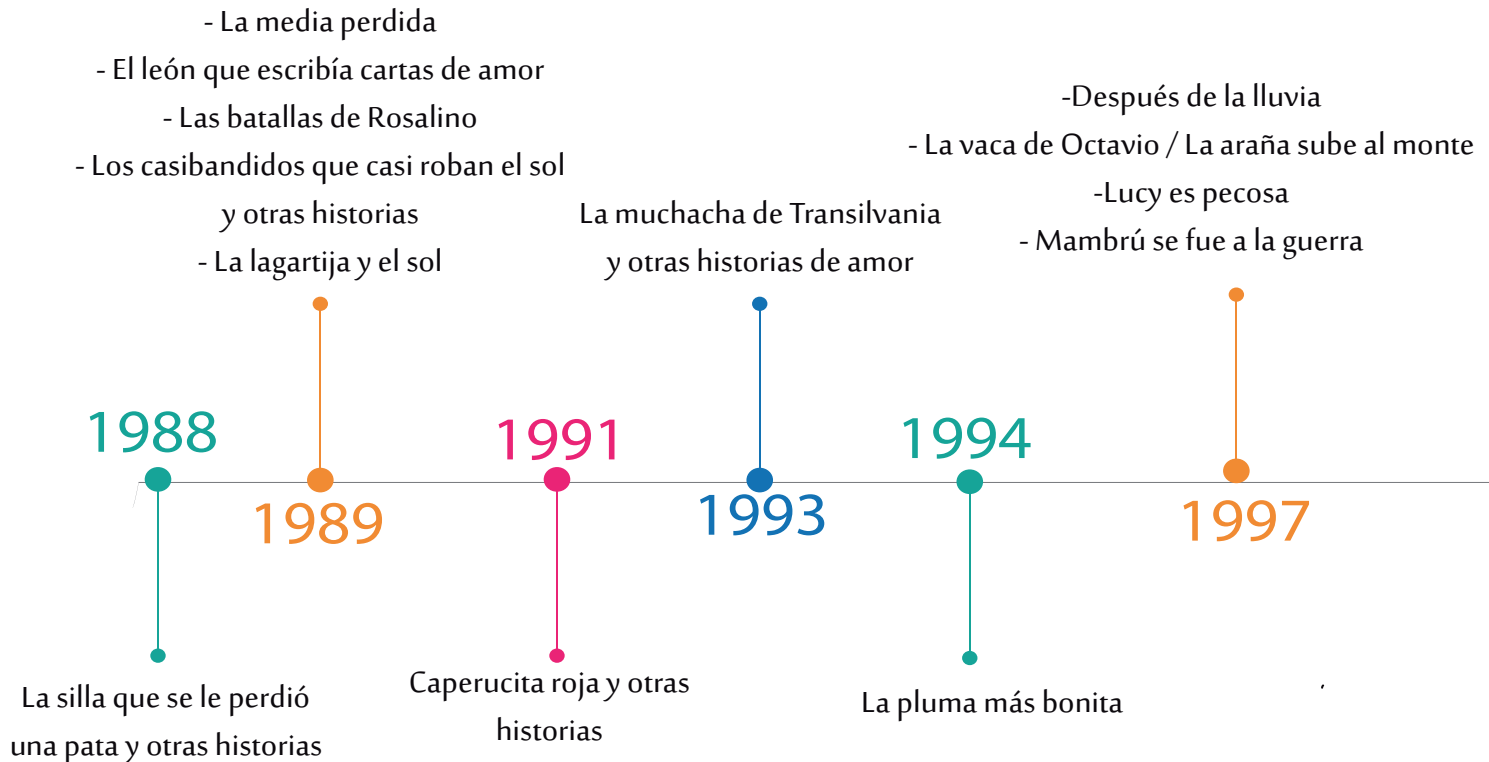 - La media perdida
- El león que escribía cartas de amor
- Las batallas de Rosalino
- Los casibandidos que casi roban el sol
y otras historias
- La lagartija y el sol
1989
1988
La silla que se le perdió
una pata y otras historias
1991
Caperucita roja y otras
historias
La muchacha de Transilvania
y otras historias de amor
1993
1994
La pluma más bonita
-Después de la lluvia
- La vaca de Octavio / La araña sube al monte
-Lucy es pecosa
- Mambrú se fue a la guerra
1997